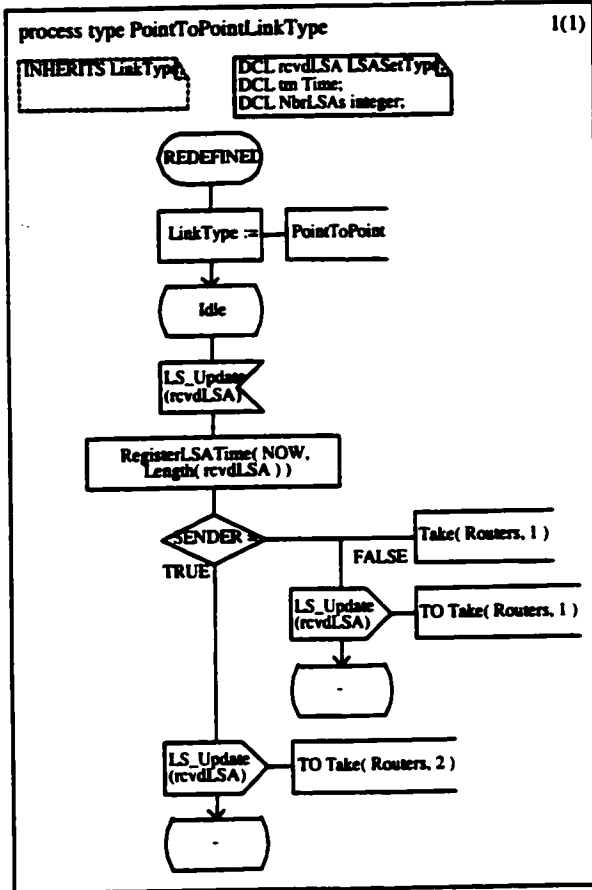 process type PointToPointLinkType
1(1)
INHERITS LinkType;
DCL rcvdLSA LSASetType;
DCL tm Time;
DCL NbrLSAs integer;
REDEFINED
LinkType :=
PointToPoint
Idle
LS_Update
(rcvdLSA)
RegisterLSATime( NOW,
Length( rcvdLSA ) )
SENDER =
Take( Routers, 1 )
FALSE
TRUE
LS_Update
(rcvdLSA)
TO Take( Routers, 1 )
-
LS_Update
(rcvdLSA)
TO Take( Routers, 2 )
-